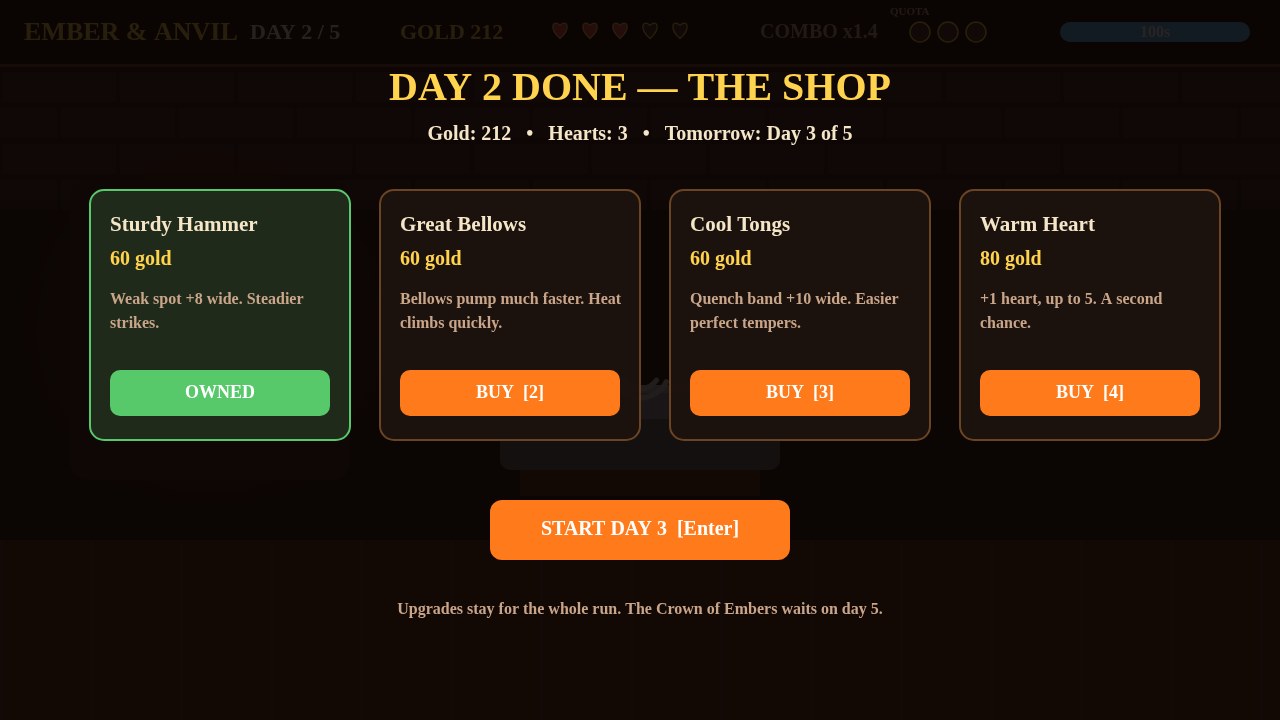 QUOTA
EMBER & ANVIL DAY 2 / 5 GOLD 212 COMBO x1.4 100s
DAY 2 DONE — THE SHOP
Gold: 212 • Hearts: 3 • Tomorrow: Day 3 of 5
Sturdy Hammer
60 gold
Weak spot +8 wide. Steadier
strikes.
OWNED
Great Bellows
60 gold
Bellows pump much faster. Heat
climbs quickly.
BUY [2]
Cool Tongs
60 gold
Quench band +10 wide. Easier
perfect tempers.
BUY [3]
Warm Heart
80 gold
+1 heart, up to 5. A second
chance.
BUY [4]
START DAY 3 [Enter]
Upgrades stay for the whole run. The Crown of Embers waits on day 5.